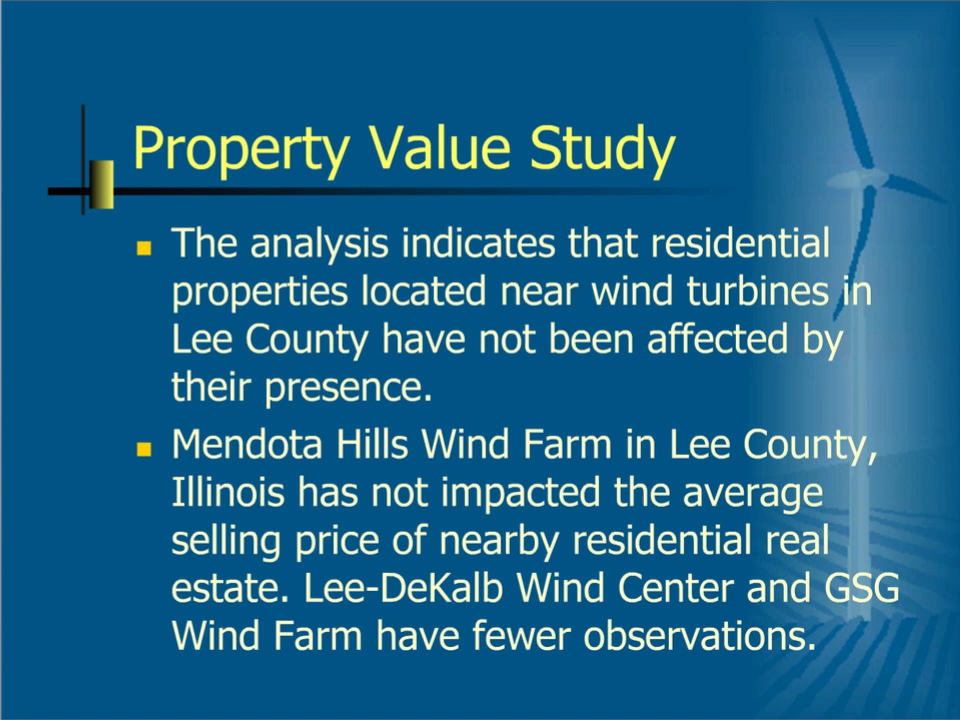 Property Value Study
The analysis indicates that residential
properties located near wind turbines in
Lee County have not been affected by
their presence.
Mendota Hills Wind Farm in Lee County,
Illinois has not impacted the average
selling price of nearby residential real
estate. Lee-DeKalb Wind Center and GSG
Wind Farm have fewer observations.